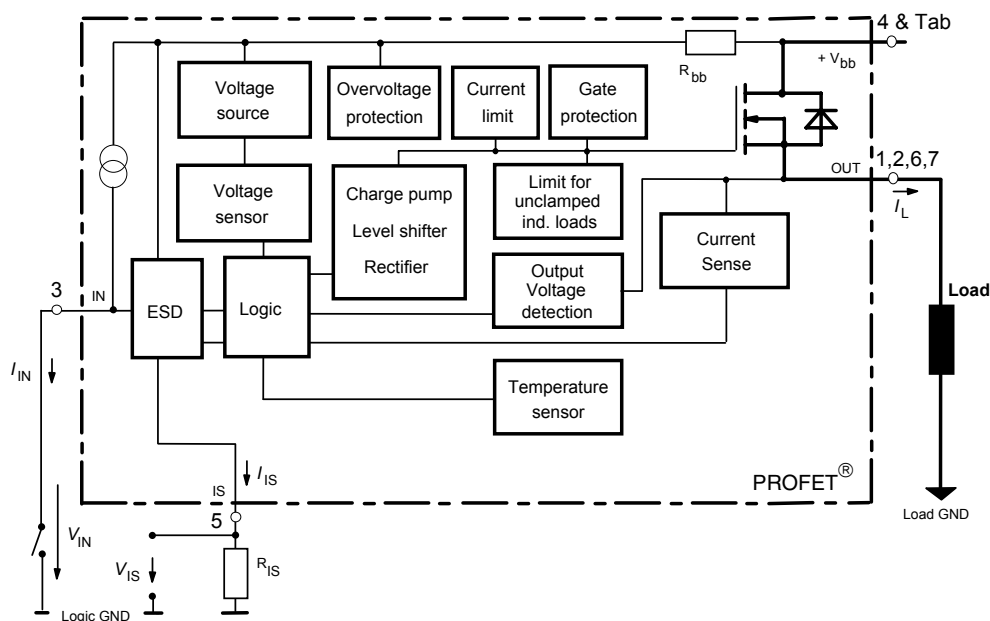 4 & Tab
R bb
+ V bb
Voltage
source
Overvoltage
protection
Current
limit
Gate
protection
Voltage
sensor
Charge pump
Level shifter
Rectifier
Limit for
unclamped
ind. loads
OUT
1,2,6,7
I L
Current
Sense
3
IN
ESD
Logic
Output
Voltage
detection
Load
I IN
Temperature
sensor
I IS
IS
PROFET®
5
V IN
V IS
R IS
Load GND
Logic GND